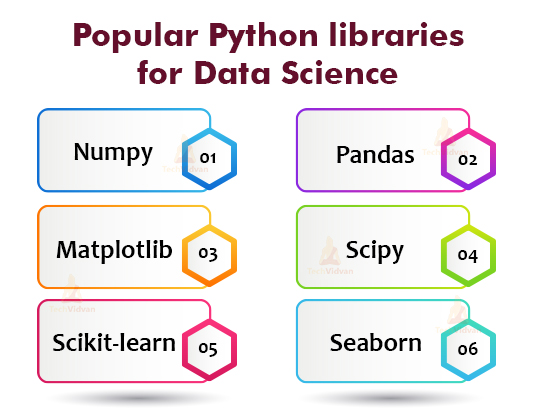 Popular Python libraries
for Data Science
Numpy 01
Pandas 02
Matplotlib 03
Scipy 04
Scikit-learn 05
Seaborn 06
TechVidvan
TechVidvan
TechVidvan
TechVidvan
TechVidvan